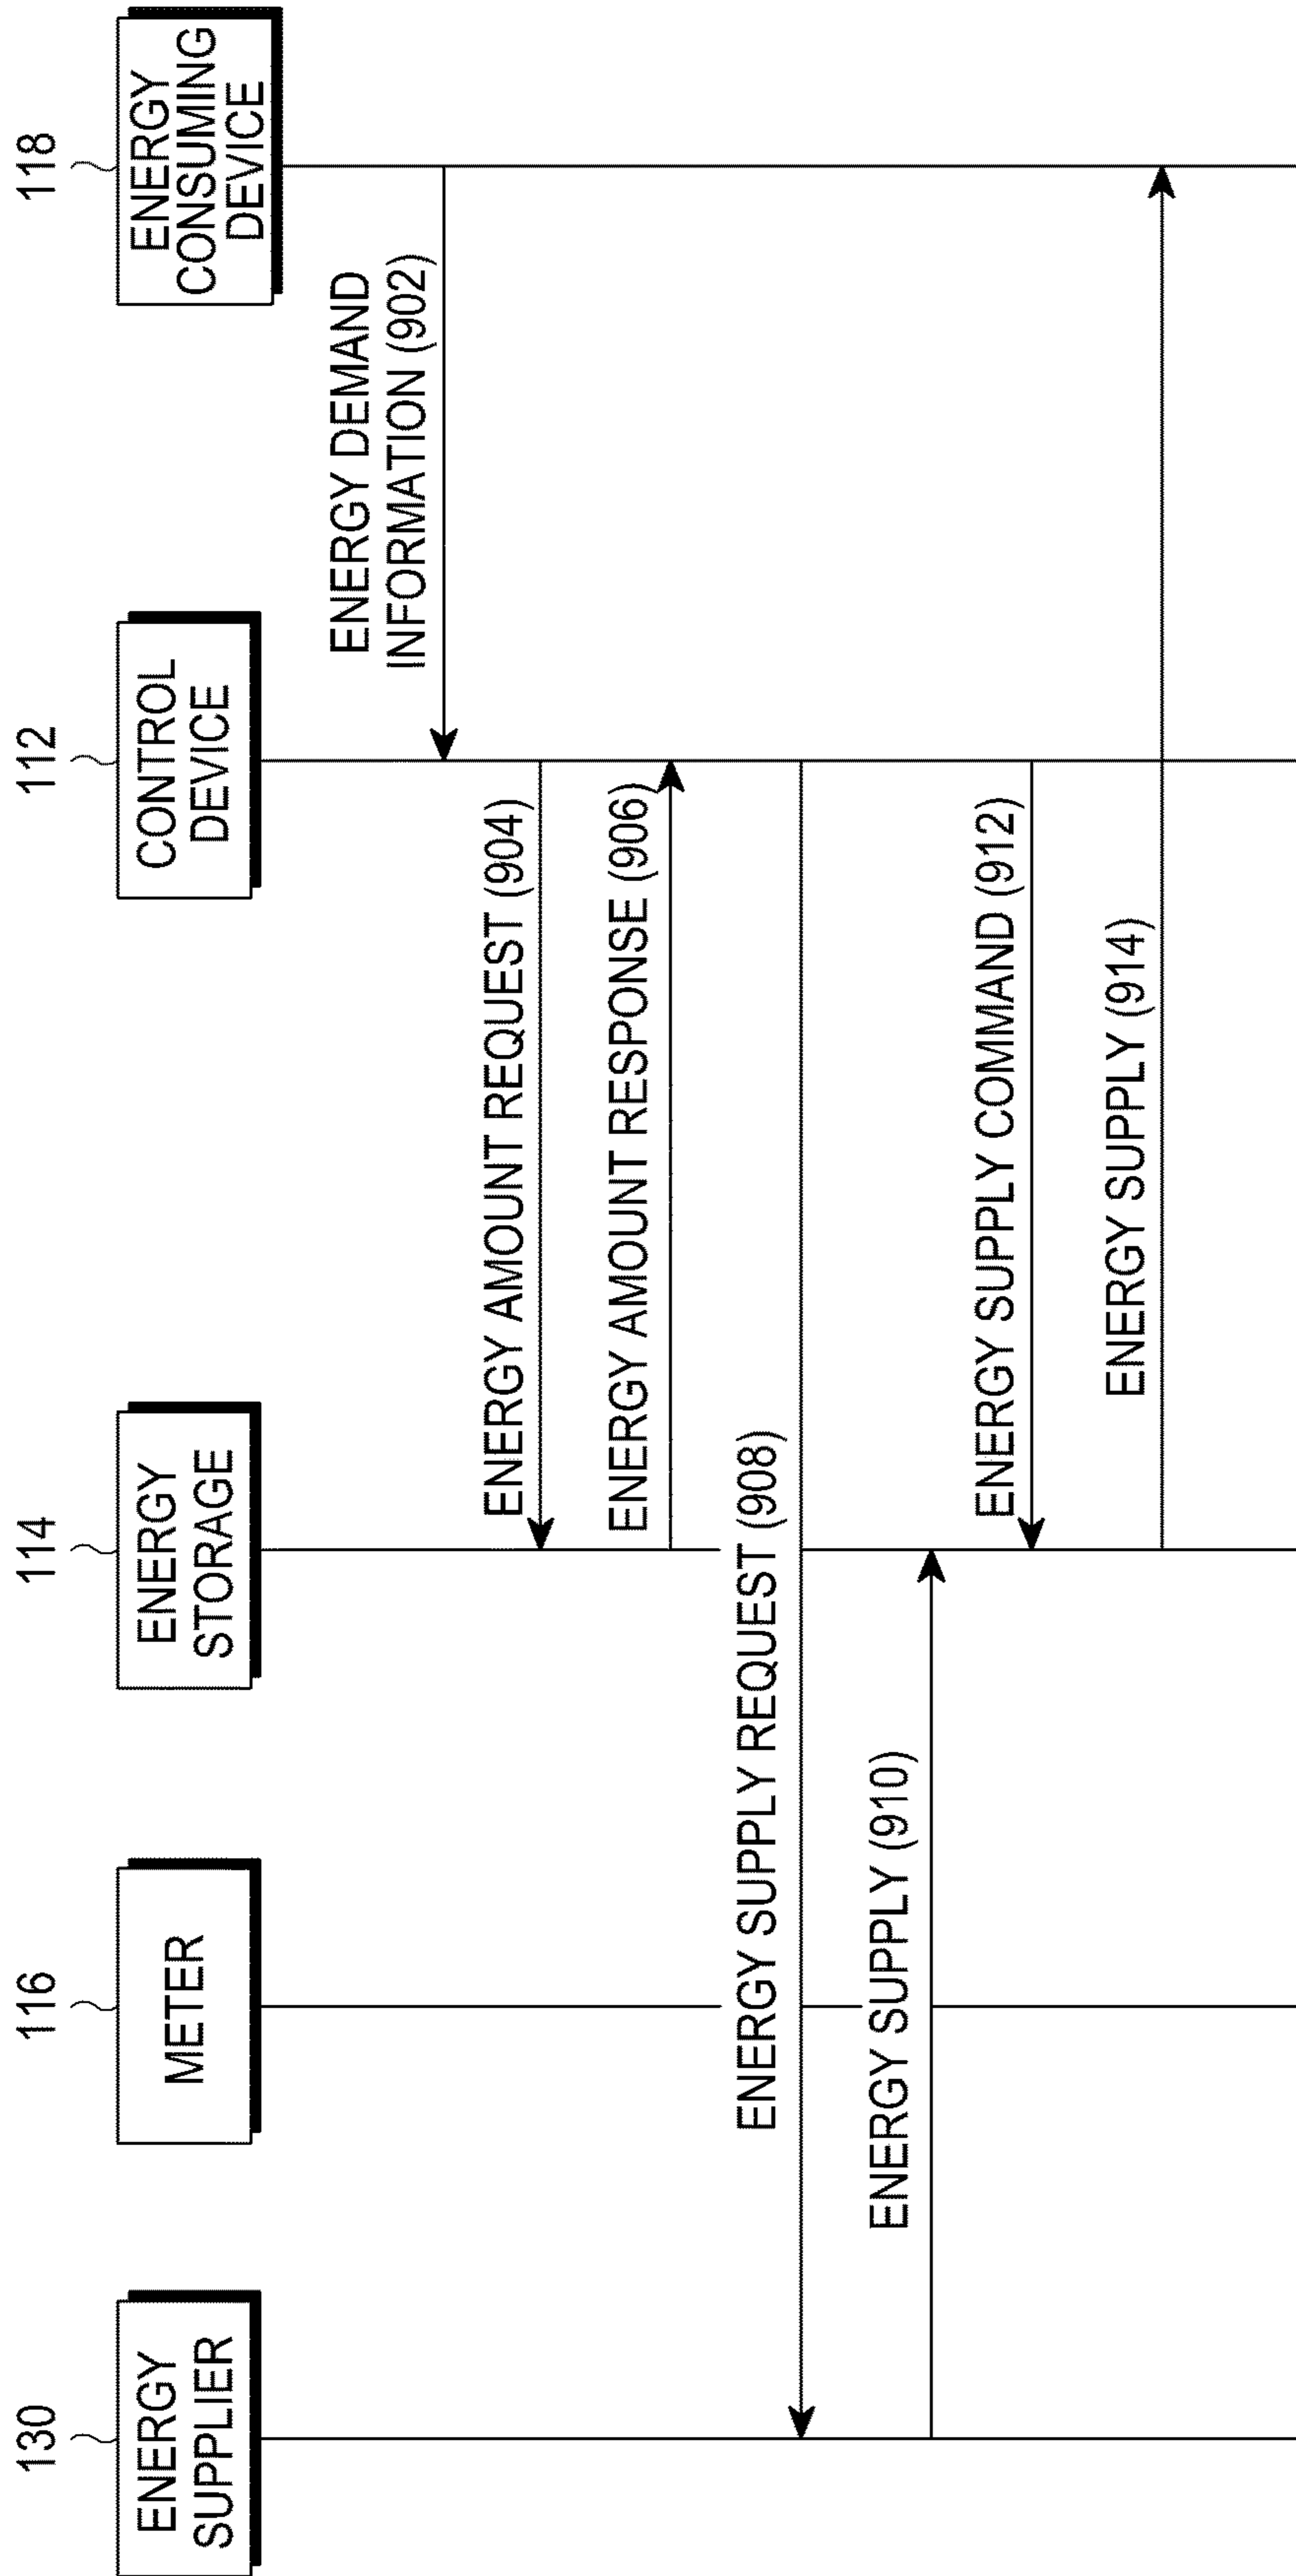 130
116
114
112
118
ENERGY
SUPPLIER
METER
ENERGY
STORAGE
CONTROL
DEVICE
ENERGY
CONSUMING
DEVICE
ENERGY DEMAND
INFORMATION (902)
ENERGY AMOUNT REQUEST (904)
ENERGY AMOUNT RESPONSE (906)
ENERGY SUPPLY REQUEST (908)
ENERGY SUPPLY (910)
ENERGY SUPPLY COMMAND (912)
ENERGY SUPPLY (914)